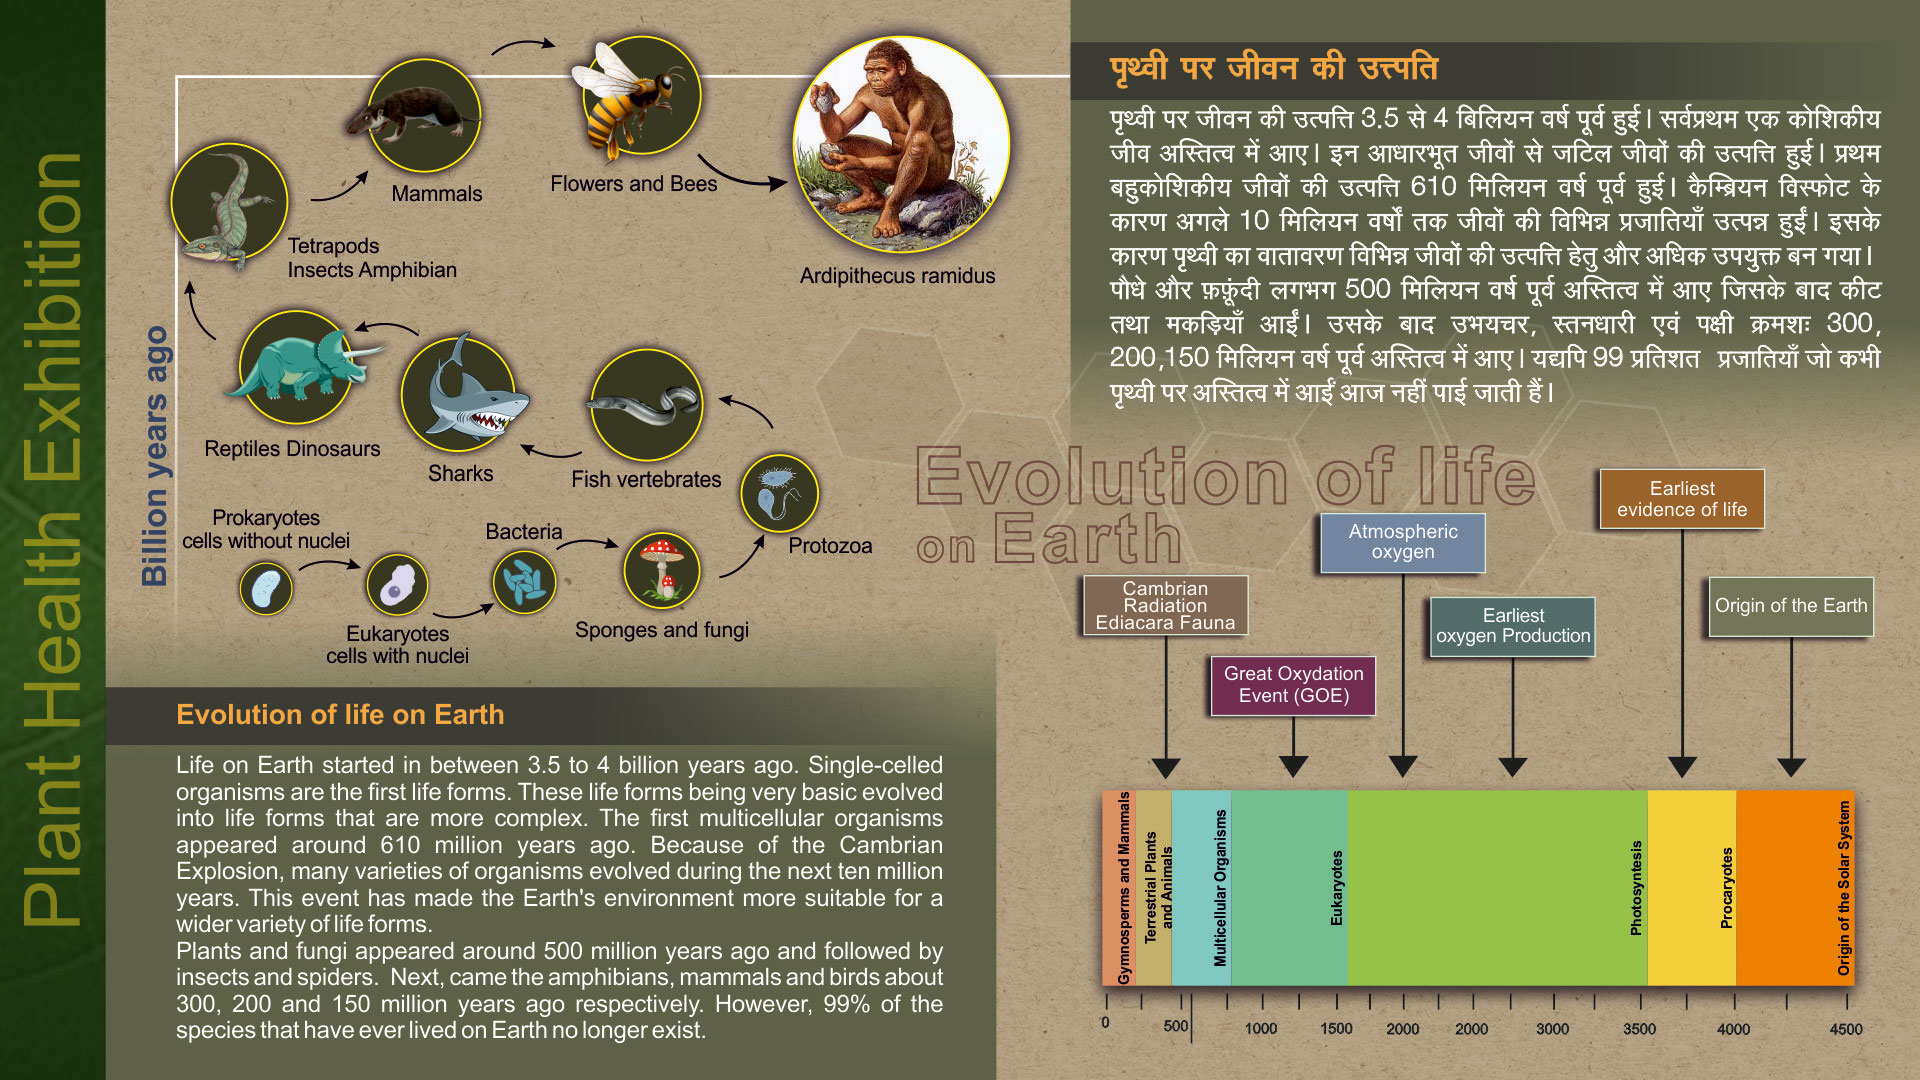 Plant Health Exhibition
Billion years ago
Mammals
Flowers and Bees
Ardipithecus ramidus
Tetrapods
Insects Amphibian
Reptiles Dinosaurs
Sharks
Fish vertebrates
Protozoa
Prokaryotes
cells without nuclei
Bacteria
Eukaryotes
cells with nuclei
Sponges and fungi
Evolution of life on Earth
Life on Earth started in between 3.5 to 4 billion years ago. Single-celled
organisms are the first life forms. These life forms being very basic evolved
into life forms that are more complex. The first multicellular organisms
appeared around 610 million years ago. Because of the Cambrian
Explosion, many varieties of organisms evolved during the next ten million
years. This event has made the Earth's environment more suitable for a
wider variety of life forms.
Plants and fungi appeared around 500 million years ago and followed by
insects and spiders. Next, came the amphibians, mammals and birds about
300, 200 and 150 million years ago respectively. However, 99% of the
species that have ever lived on Earth no longer exist.
पृथ्वी पर जीवन की उत्त्पति
पृथ्वी पर जीवन की उत्पत्ति 3.5 से 4 बिलियन वर्ष पूर्व हुई। सर्वप्रथम एक कोशिकीय
जीव अस्तित्व में आए। इन आधारभूत जीवों से जटिल जीवों की उत्पत्ति हुई। प्रथम
बहुकोशिकीय जीवों की उत्पत्ति 610 मिलियन वर्ष पूर्व हुई। कैम्ब्रियन विस्फोट के
कारण अगले 10 मिलियन वर्षों तक जीवों की विभिन्न प्रजातियाँ उत्पन्न हुईं। इसके
कारण पृथ्वी का वातावरण विभिन्न जीवों की उत्पत्ति हेतु और अधिक उपयुक्त बन गया।
पौधे और फ़फ़ूंदी लगभग 500 मिलियन वर्ष पूर्व अस्तित्व में आए जिसके बाद कीट
तथा मकड़ियाँ आईं। उसके बाद उभयचर, स्तनधारी एवं पक्षी क्रमशः 300,
200,150 मिलियन वर्ष पूर्व अस्तित्व में आए। यद्यपि 99 प्रतिशत प्रजातियाँ जो कभी
पृथ्वी पर अस्तित्व में आईं आज नहीं पाई जाती हैं।
Evolution of life
on Earth
Cambrian
Radiation
Ediacara Fauna
Great Oxydation
Event (GOE)
Atmospheric
oxygen
Earliest
oxygen Production
Earliest
evidence of life
Origin of the Earth
Gymnosperms and Mammals
Terrestrial Plants
and Animals
Multicellular Organisms
Eukaryotes
Photosyntesis
Procaryotes
Origin of the Solar System
0 500 1000 1500 2000 2000 3000 3500 4000 4500